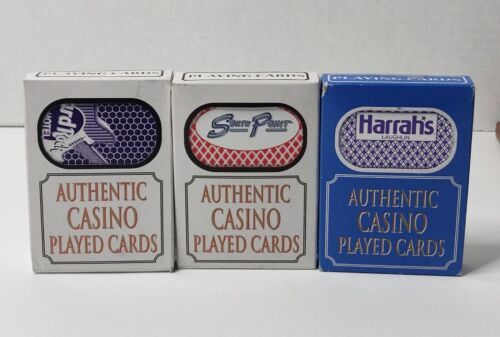 PLAYING CARDS
HOTEL
AUTHENTIC
CASINO
PLAYED CARDS
PLAYING CARDS
South Point
AUTHENTIC
CASINO
PLAYED CARDS
PLAYING CARDS
Harrah's
LAUGHLIN
AUTHENTIC
CASINO
PLAYED CARDS